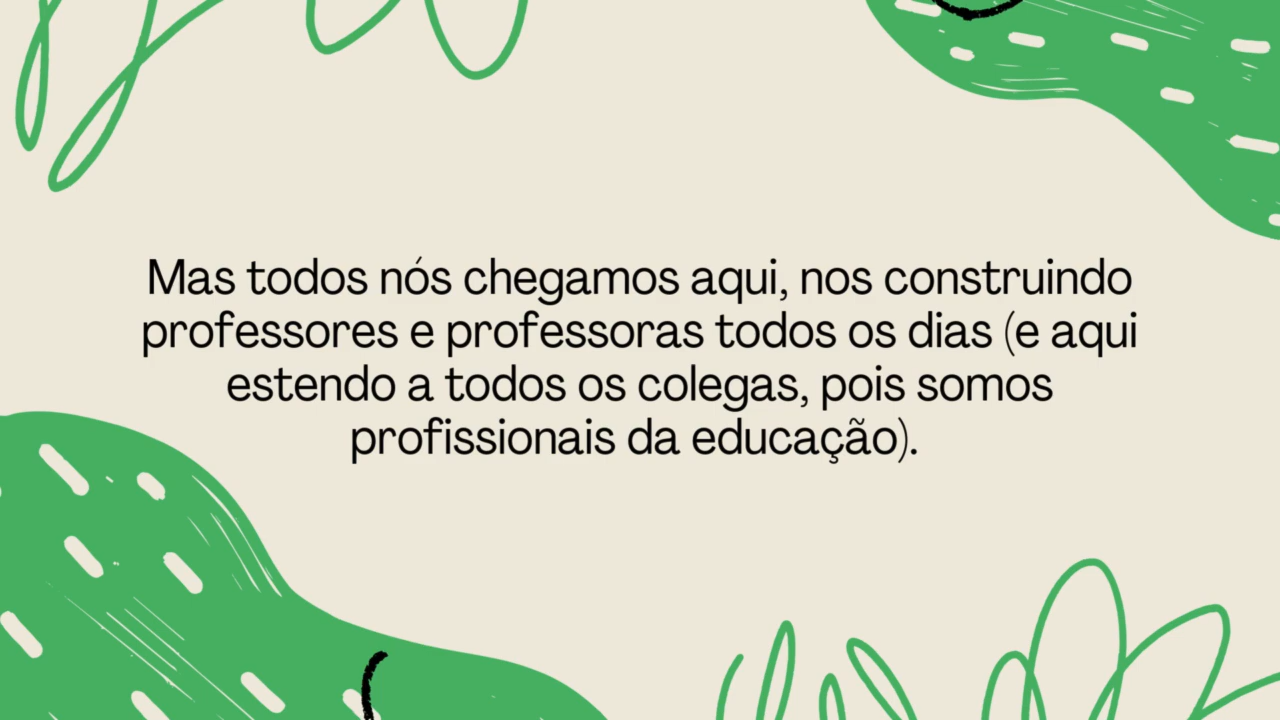 Mas todos nós chegamos aqui, nos construindo
professores e professoras todos os dias (e aqui
estendo a todos os colegas, pois somos
profissionais da educação).